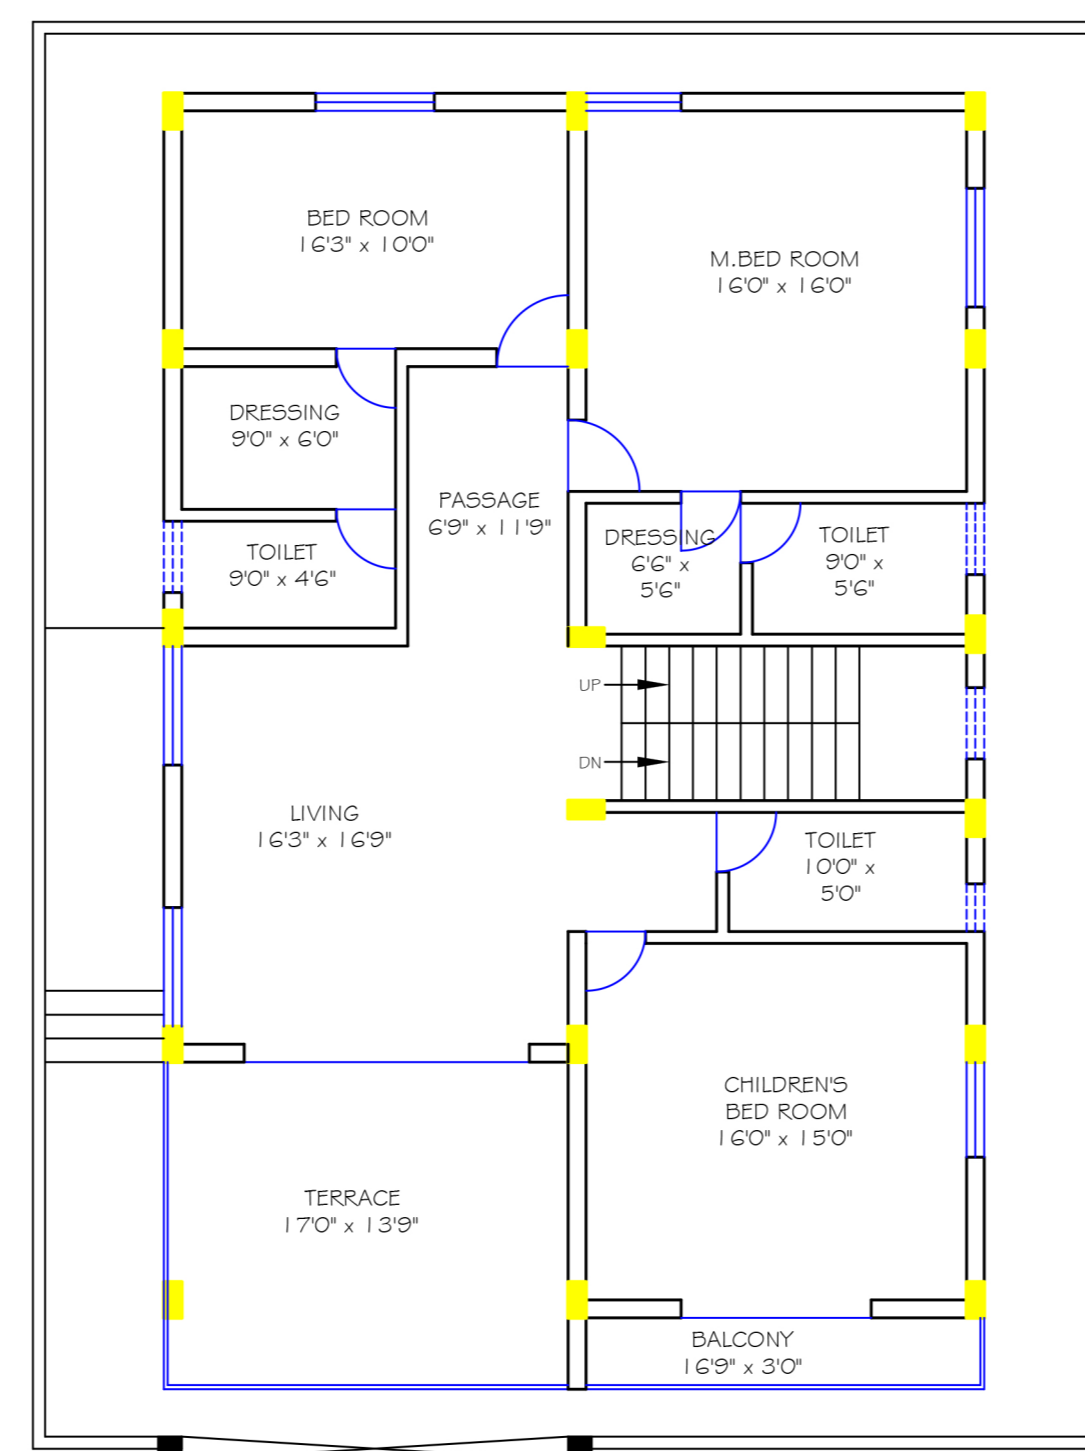 BED ROOM
16'3" x 10'0"
M.BED ROOM
16'0" x 16'0"
DRESSING
9'0" x 6'0"
PASSAGE
6'9" x 11'9"
TOILET
9'0" x 4'6"
DRESSING
6'6" x
5'6"
TOILET
9'0" x
5'6"
UP
DN
LIVING
16'3" x 16'9"
TOILET
10'0" x
5'0"
CHILDREN'S
BED ROOM
16'0" x 15'0"
TERRACE
17'0" x 13'9"
BALCONY
16'9" x 3'0"